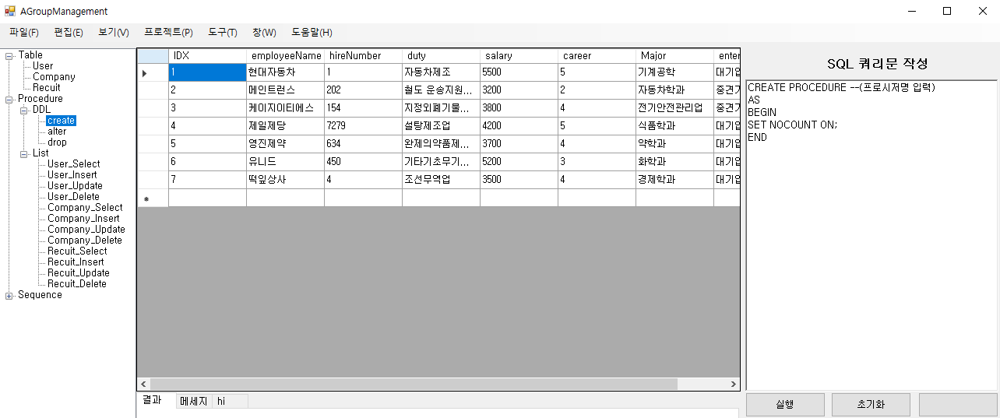 AGroupManagement
파일(F) 편집(E) 보기(V) 프로젝트(P) 도구(T) 창(W) 도움말(H)
Table
User
Company
Recuit
Procedure
DDL
create
alter
drop
List
User_Select
User_Insert
User_Update
User_Delete
Company_Select
Company_Insert
Company_Update
Company_Delete
Recuit_Select
Recuit_Insert
Recuit_Update
Recuit_Delete
Sequence
IDX employeeName hireNumber duty salary career Major enter
1 현대자동차 1 자동차제조 5500 5 기계공학 대기업
2 메인트런스 202 철도 운송지원... 3200 2 자동차학과 중견기
3 케이지이티에스 154 지정외폐기물... 3800 4 전기안전관리업 중견기
4 제일제당 7279 설탕제조업 4200 5 식품학과 대기업
5 영진제약 634 완제의약품제... 3700 4 약학과 대기업
6 유니드 450 기타기초무기... 5200 3 화학과 대기업
7 떡잎상사 4 조선무역업 3500 4 경제학과 대기업
결과 메세지 hi
SQL 쿼리문 작성
CREATE PROCEDURE --(프로시저명 입력)
AS
BEGIN
SET NOCOUNT ON;
END
실행 초기화